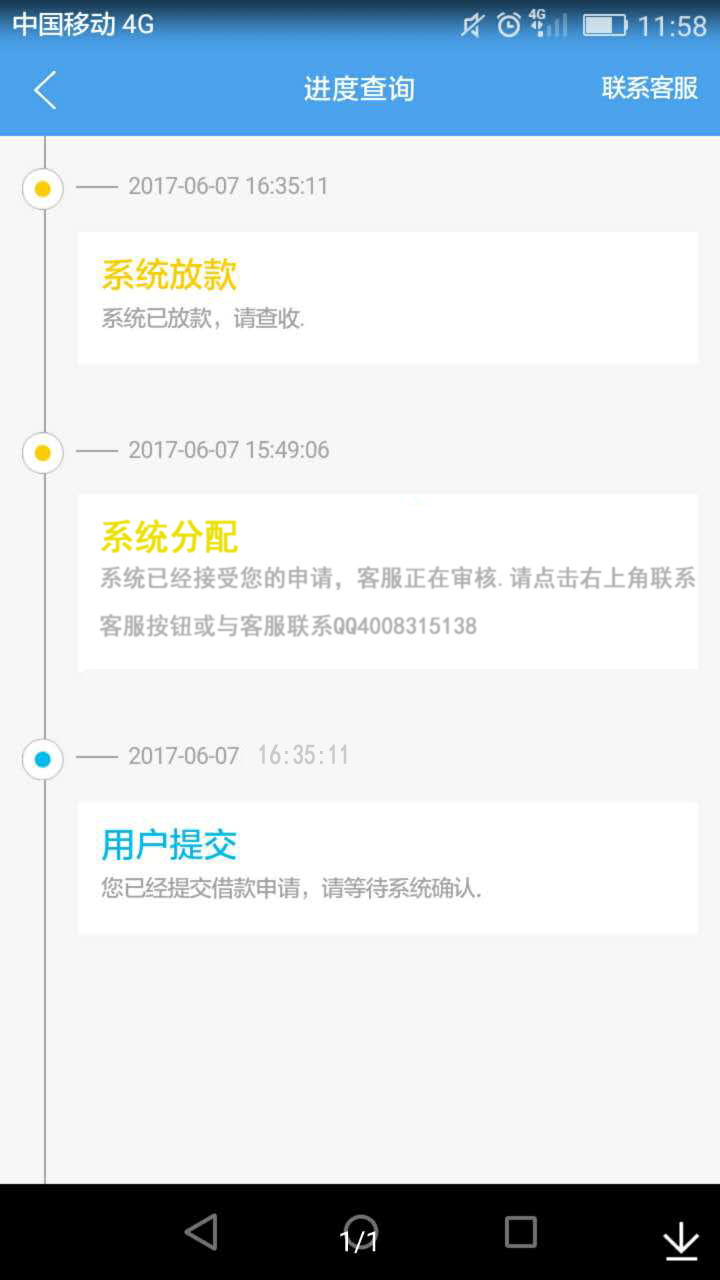 中国移动 4G
4G
11:58
进度查询
联系客服
2017-06-07 16:35:11
系统放款
系统已放款，请查收.
2017-06-07 15:49:06
系统分配
系统已经接受您的申请，客服正在审核.请点击右上角联系
客服按钮或与客服联系QQ4008315138
2017-06-07 16:35:11
用户提交
您已经提交借款申请，请等待系统确认.
1/1